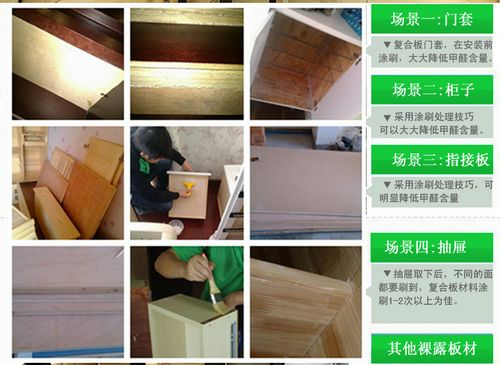 场景一:门套
▼复合板门套，在安装前
涂刷，大大降低甲醛含量。
场景二:柜子
▼采用涂刷处理技巧
可以大大降低甲醛含量。
场景三:指接板
▼采用涂刷处理技巧，可
明显降低甲醛含量
场景四:抽屉
▼抽屉取下后，不同的面
都要刷到，复合板材料涂
刷1-2次以上为佳。
其他裸露板材